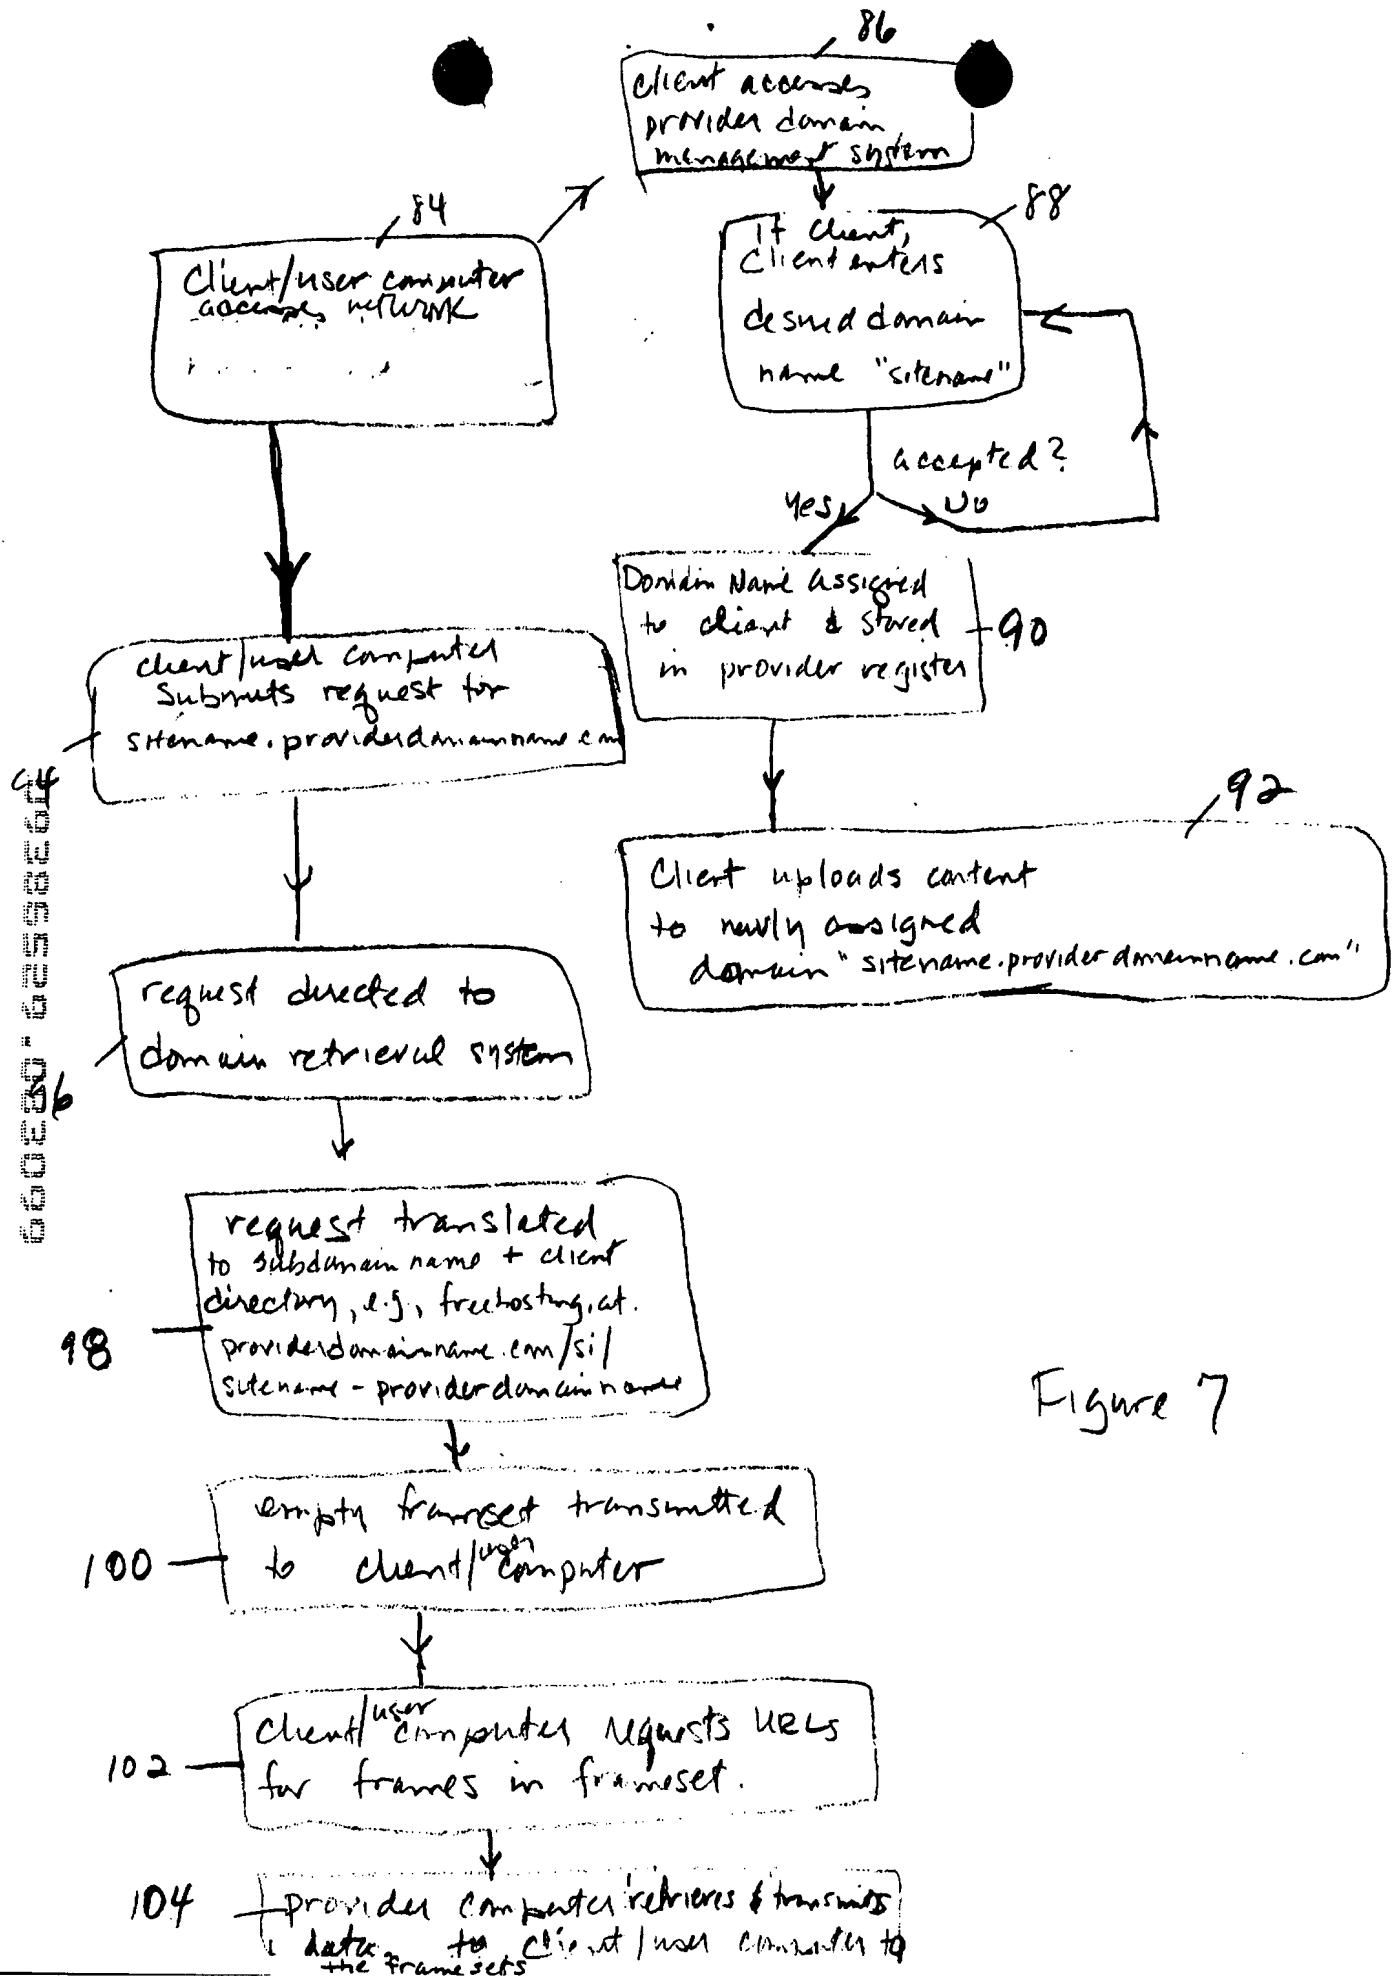 86
Client accesses
provider domain
management system
84
Client/user computer
accesses network
88
If Client,
Client enters
desired domain
name "sitename"
accepted?
Yes
No
Domain Name assigned
to client & stored
in provider register
90
client/user computer
Submits request for
sitename.providerdomainname.com
94
92
Client uploads content
to newly assigned
domain "sitename.providerdomainname.com"
request directed to
domain retrieval system
96
request translated
to subdomain name + client
directory, e.g., freehosting.at.
providerdomainname.com/si/
sitename-providerdomainname
98
Figure 7
empty frameset transmitted
to client/user computer
100
client/user computer requests URLs
for frames in frameset.
102
104
provider computer retrieves & transmits
data to client/user computer to
the framesets